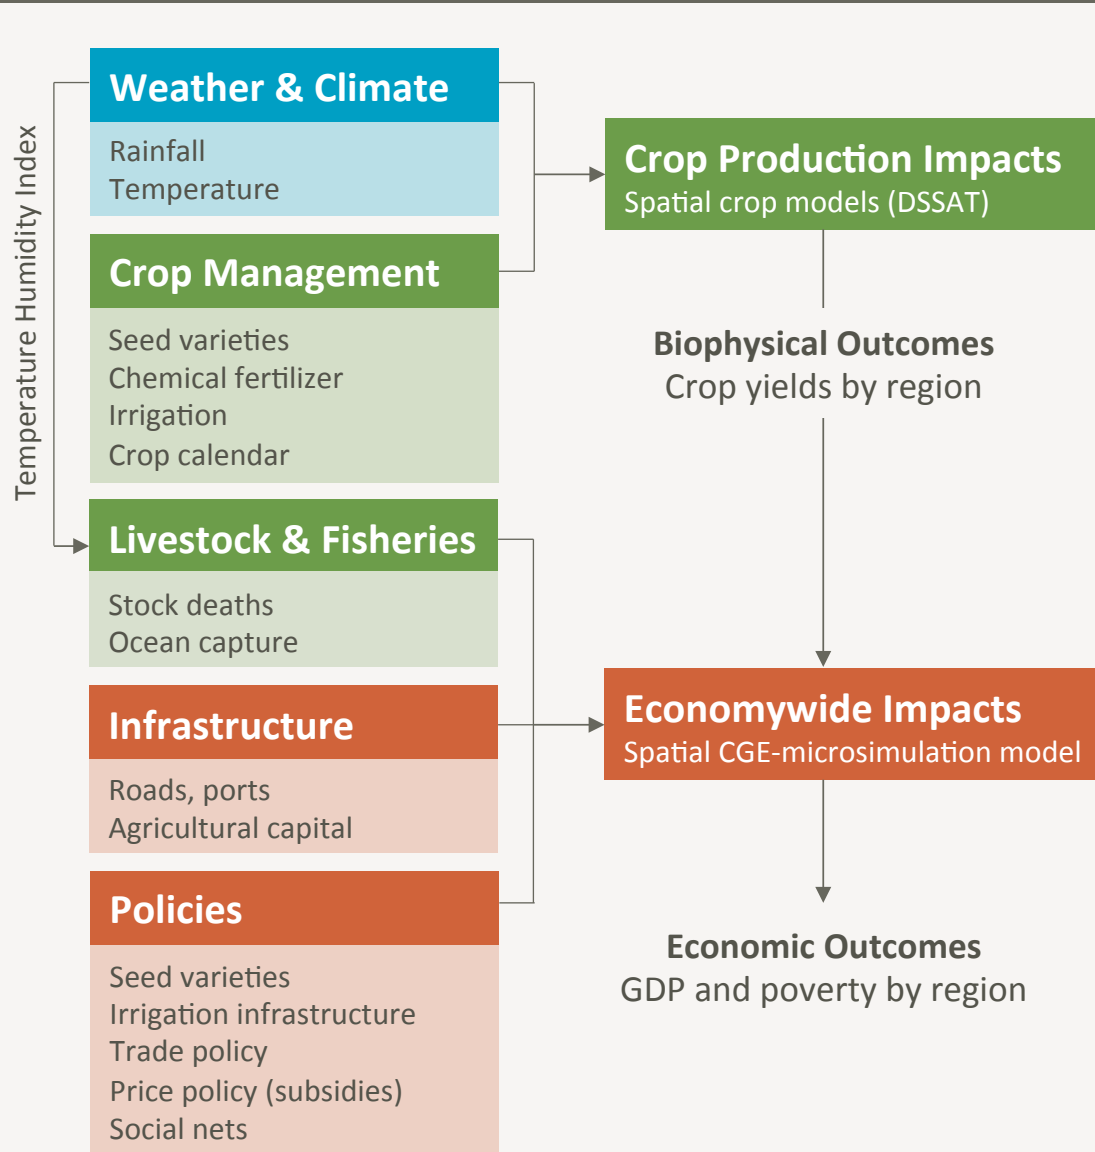 Temperature Humidity Index
Weather & Climate
Rainfall
Temperature
Crop Management
Seed varieties
Chemical fertilizer
Irrigation
Crop calendar
Livestock & Fisheries
Stock deaths
Ocean capture
Infrastructure
Roads, ports
Agricultural capital
Policies
Seed varieties
Irrigation infrastructure
Trade policy
Price policy (subsidies)
Social nets
Crop Production Impacts
Spatial crop models (DSSAT)
Biophysical Outcomes
Crop yields by region
Economywide Impacts
Spatial CGE-microsimulation model
Economic Outcomes
GDP and poverty by region